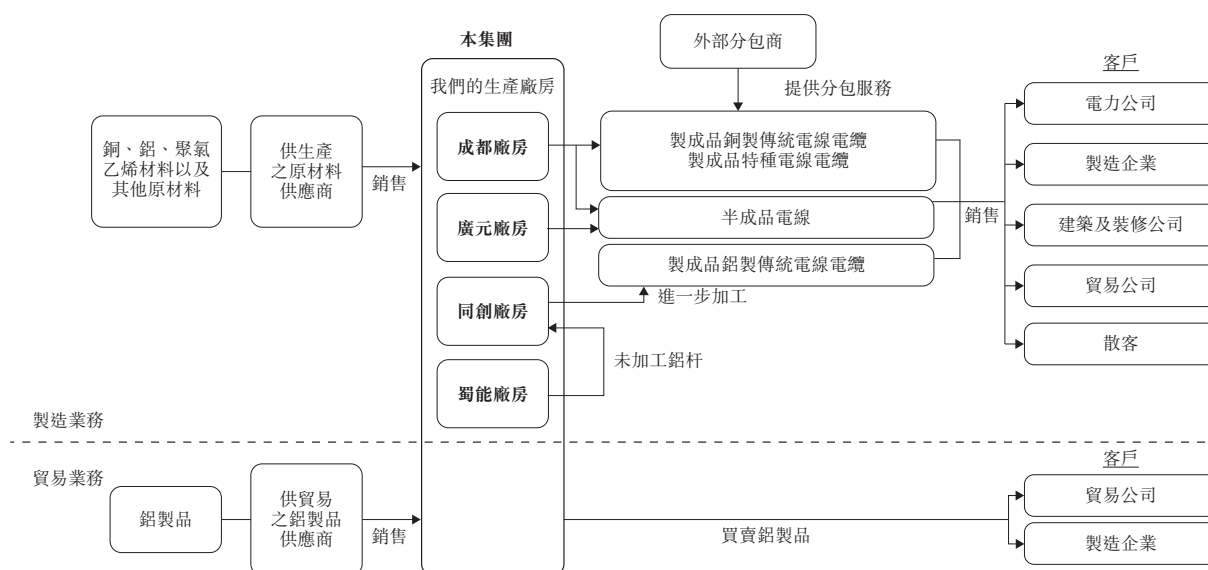 本集團
外部分包商
客戶
我們的生產廠房
提供分包服務
電力公司
銅、鋁、聚氯
乙烯材料以及
其他原材料
供生產
之原材料
供應商
銷售
成都廠房
製成品銅製傳統電線電纜
製成品特種電線電纜
製造企業
廣元廠房
半成品電線
銷售
建築及裝修公司
製成品鋁製傳統電線電纜
貿易公司
同創廠房
進一步加工
散客
未加工鋁杆
蜀能廠房
製造業務
貿易業務
客戶
鋁製品
供貿易
之鋁製品
供應商
銷售
買賣鋁製品
貿易公司
製造企業